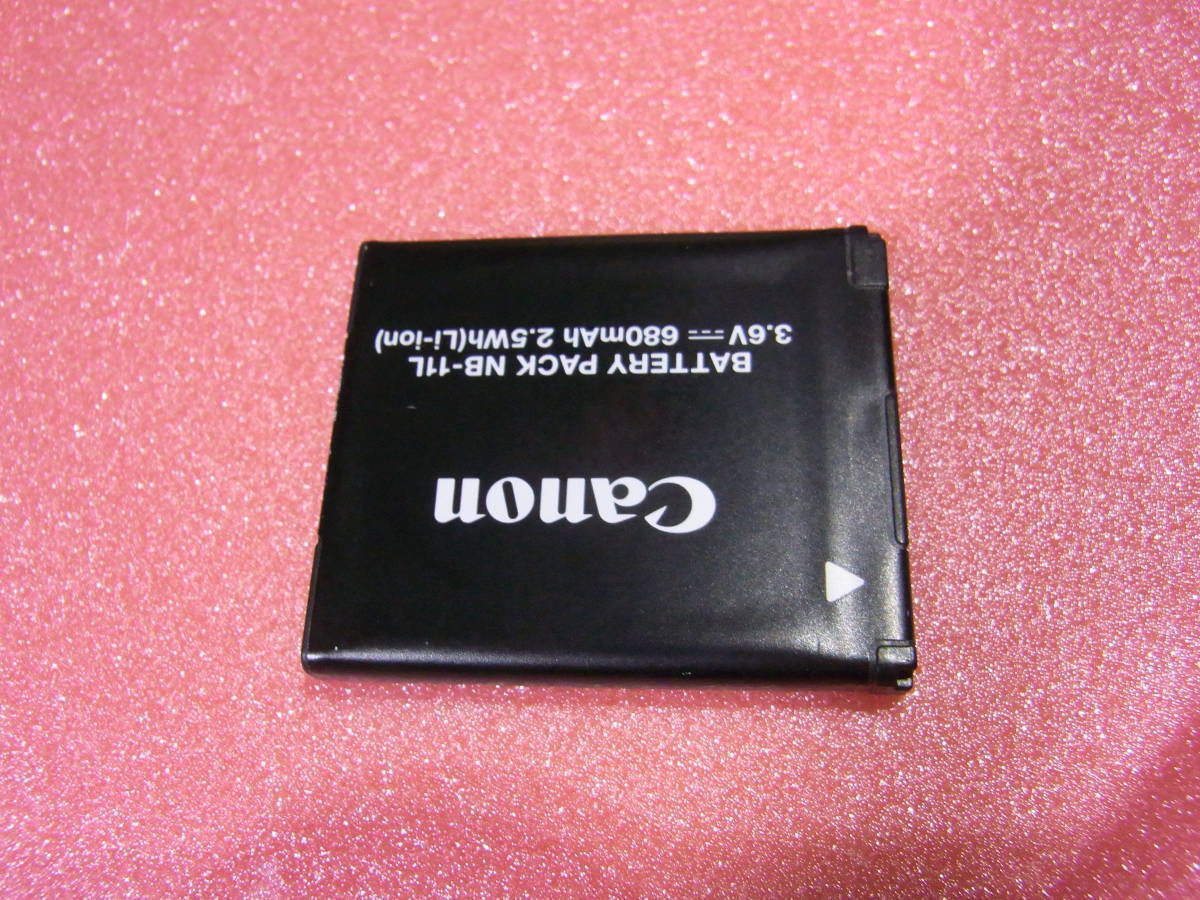 Canon
BATTERY PACK NB-11L
3.6V ⎓ 680mAh 2.5Wh(Li-ion)